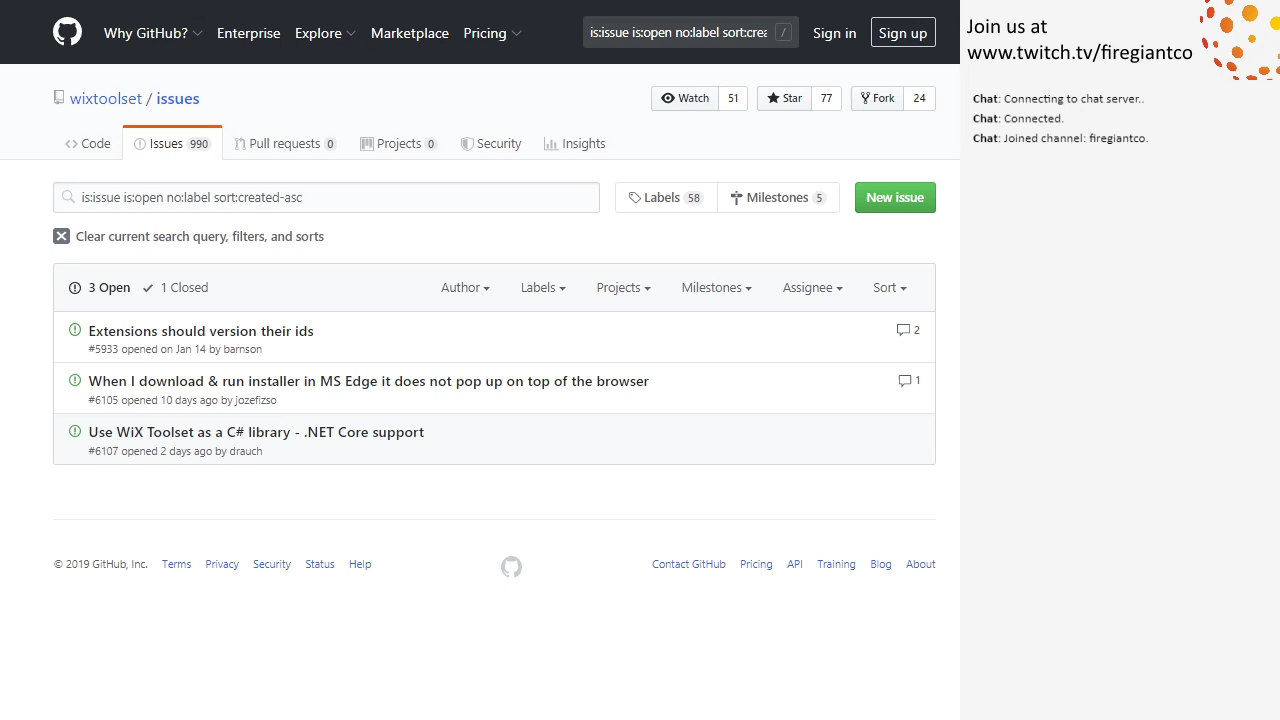 Why GitHub? Enterprise Explore Marketplace Pricing is:issue is:open no:label sort:crea / Sign in Sign up
Join us at
www.twitch.tv/firegiantco
wixtoolset / issues
Watch 51 Star 77 Fork 24
Chat: Connecting to chat server..
Chat: Connected.
Chat: Joined channel: firegiantco.
Code Issues 990 Pull requests 0 Projects 0 Security Insights
is:issue is:open no:label sort:created-asc
Labels 58 Milestones 5 New issue
Clear current search query, filters, and sorts
3 Open 1 Closed Author Labels Projects Milestones Assignee Sort
Extensions should version their ids 2
#5933 opened on Jan 14 by barnson
When I download & run installer in MS Edge it does not pop up on top of the browser 1
#6105 opened 10 days ago by jozefizso
Use WiX Toolset as a C# library - .NET Core support
#6107 opened 2 days ago by drauch
© 2019 GitHub, Inc. Terms Privacy Security Status Help Contact GitHub Pricing API Training Blog About